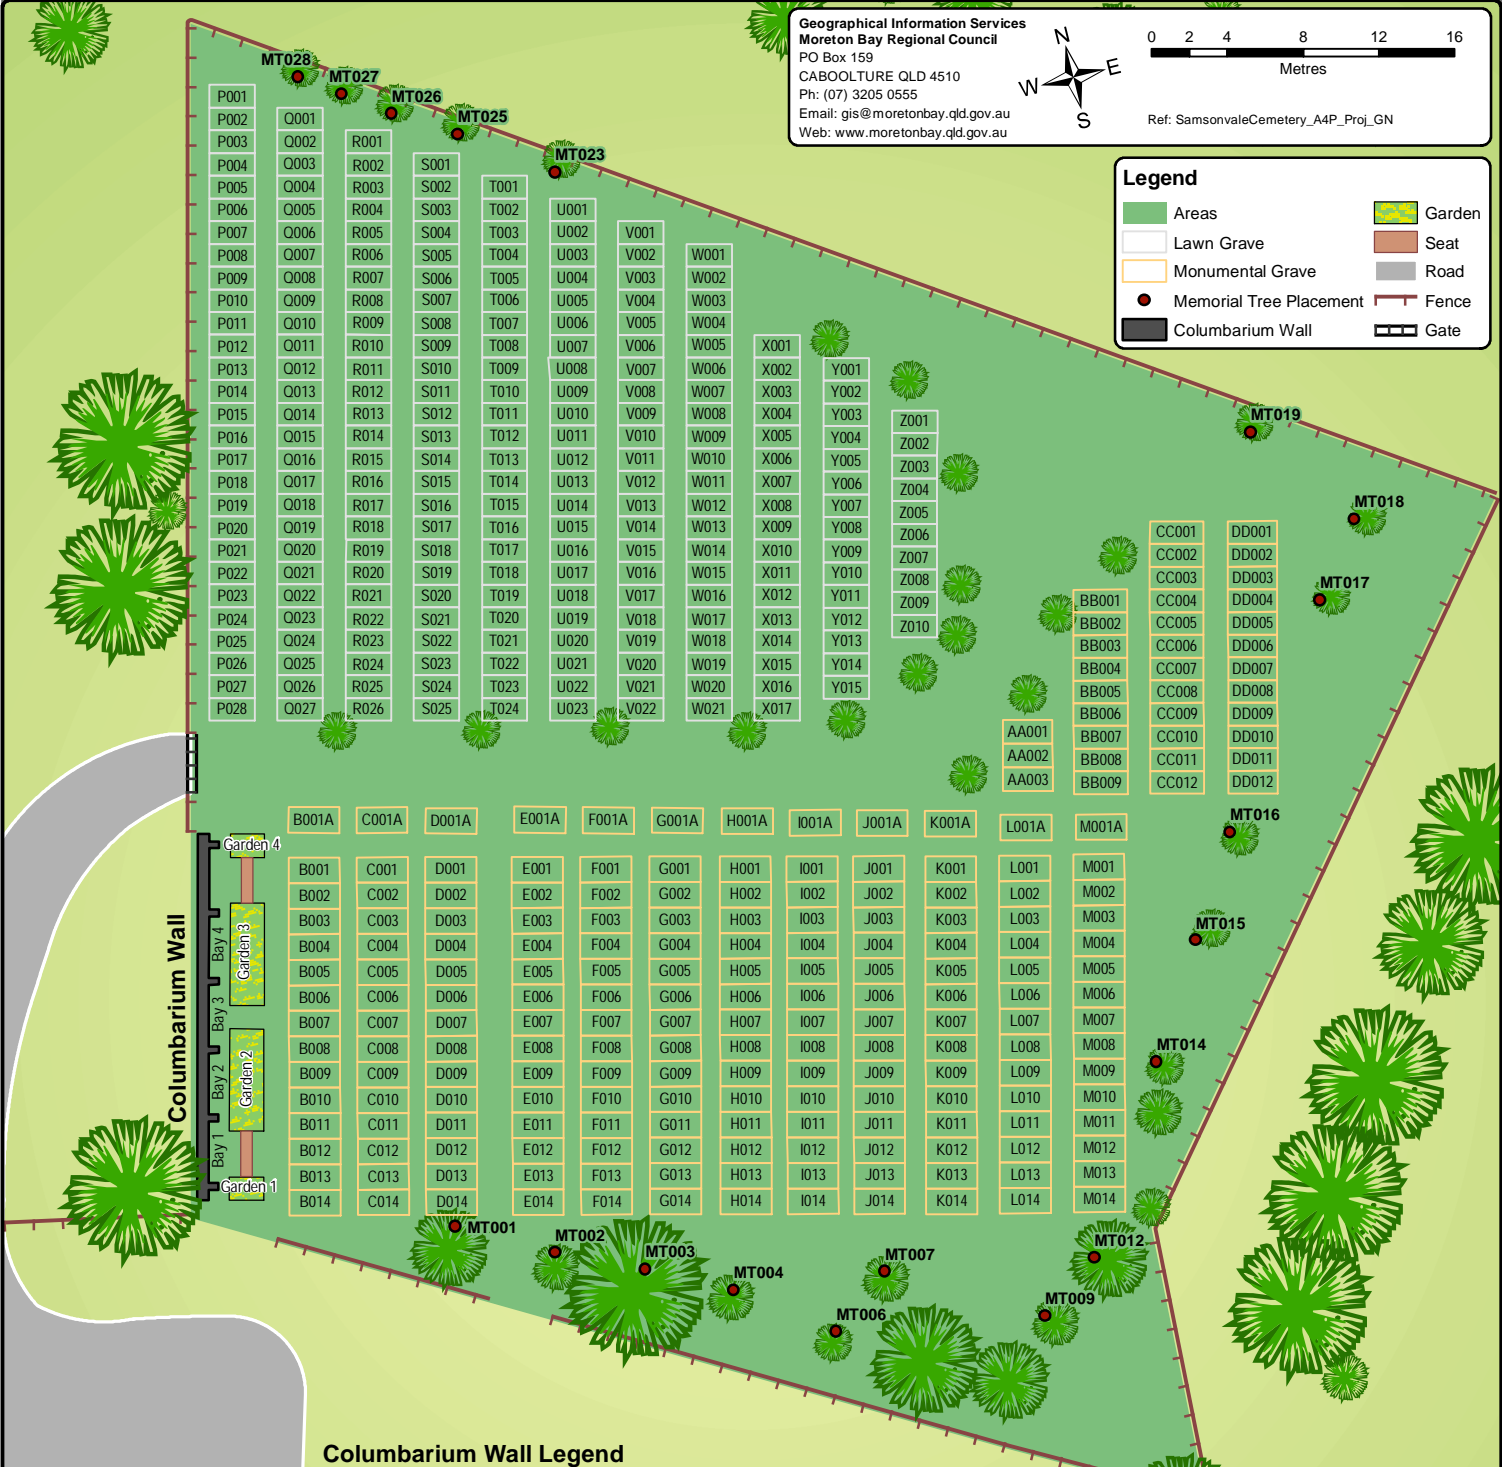 Geographical Information Services
Moreton Bay Regional Council
PO Box 159
CABOOLTURE QLD 4510
Ph: (07) 3205 0555
Email: gis@moretonbay.qld.gov.au
Web: www.moretonbay.qld.gov.au
N
E
W
S
0 2 4 8 12 16
Metres
Ref: SamsonvaleCemetery_A4P_Proj_GN
Legend
Areas
Lawn Grave
Monumental Grave
Memorial Tree Placement
Columbarium Wall
Garden
Seat
Road
Fence
Gate
MT028
MT027
MT026
MT025
MT023
MT019
MT018
MT017
MT016
MT015
MT014
MT012
MT009
MT007
MT006
MT004
MT003
MT002
MT001
P001
P002 Q001
P003 Q002 R001
P004 Q003 R002 S001
P005 Q004 R003 S002 T001
P006 Q005 R004 S003 T002 U001
P007 Q006 R005 S004 T003 U002 V001
P008 Q007 R006 S005 T004 U003 V002 W001
P009 Q008 R007 S006 T005 U004 V003 W002
P010 Q009 R008 S007 T006 U005 V004 W003
P011 Q010 R009 S008 T007 U006 V005 W004
P012 Q011 R010 S009 T008 U007 V006 W005 X001
P013 Q012 R011 S010 T009 U008 V007 W006 X002 Y001
P014 Q013 R012 S011 T010 U009 V008 W007 X003 Y002
P015 Q014 R013 S012 T011 U010 V009 W008 X004 Y003 Z001
P016 Q015 R014 S013 T012 U011 V010 W009 X005 Y004 Z002
P017 Q016 R015 S014 T013 U012 V011 W010 X006 Y005 Z003
P018 Q017 R016 S015 T014 U013 V012 W011 X007 Y006 Z004
P019 Q018 R017 S016 T015 U014 V013 W012 X008 Y007 Z005
P020 Q019 R018 S017 T016 U015 V014 W013 X009 Y008 Z006
P021 Q020 R019 S018 T017 U016 V015 W014 X010 Y009 Z007
P022 Q021 R020 S019 T018 U017 V016 W015 X011 Y010 Z008
P023 Q022 R021 S020 T019 U018 V017 W016 X012 Y011 Z009
P024 Q023 R022 S021 T020 U019 V018 W017 X013 Y012 Z010
P025 Q024 R023 S022 T021 U020 V019 W018 X014 Y013
P026 Q025 R024 S023 T022 U021 V020 W019 X015 Y014
P027 Q026 R025 S024 T023 U022 V021 W020 X016 Y015
P028 Q027 R026 S025 T024 U023 V022 W021 X017
CC001 DD001
CC002 DD002
CC003 DD003
BB001 CC004 DD004
BB002 CC005 DD005
BB003 CC006 DD006
BB004 CC007 DD007
BB005 CC008 DD008
BB006 CC009 DD009
AA001 BB007 CC010 DD010
AA002 BB008 CC011 DD011
AA003 BB009 CC012 DD012
B001A C001A D001A E001A F001A G001A H001A I001A J001A K001A L001A M001A
B001 C001 D001 E001 F001 G001 H001 I001 J001 K001 L001 M001
B002 C002 D002 E002 F002 G002 H002 I002 J002 K002 L002 M002
B003 C003 D003 E003 F003 G003 H003 I003 J003 K003 L003 M003
B004 C004 D004 E004 F004 G004 H004 I004 J004 K004 L004 M004
B005 C005 D005 E005 F005 G005 H005 I005 J005 K005 L005 M005
B006 C006 D006 E006 F006 G006 H006 I006 J006 K006 L006 M006
B007 C007 D007 E007 F007 G007 H007 I007 J007 K007 L007 M007
B008 C008 D008 E008 F008 G008 H008 I008 J008 K008 L008 M008
B009 C009 D009 E009 F009 G009 H009 I009 J009 K009 L009 M009
B010 C010 D010 E010 F010 G010 H010 I010 J010 K010 L010 M010
B011 C011 D011 E011 F011 G011 H011 I011 J011 K011 L011 M011
B012 C012 D012 E012 F012 G012 H012 I012 J012 K012 L012 M012
B013 C013 D013 E013 F013 G013 H013 I013 J013 K013 L013 M013
B014 C014 D014 E014 F014 G014 H014 I014 J014 K014 L014 M014
Garden 4
Garden 3
Garden 2
Garden 1
Bay 4
Bay 3
Bay 2
Bay 1
Columbarium Wall
Columbarium Wall Legend